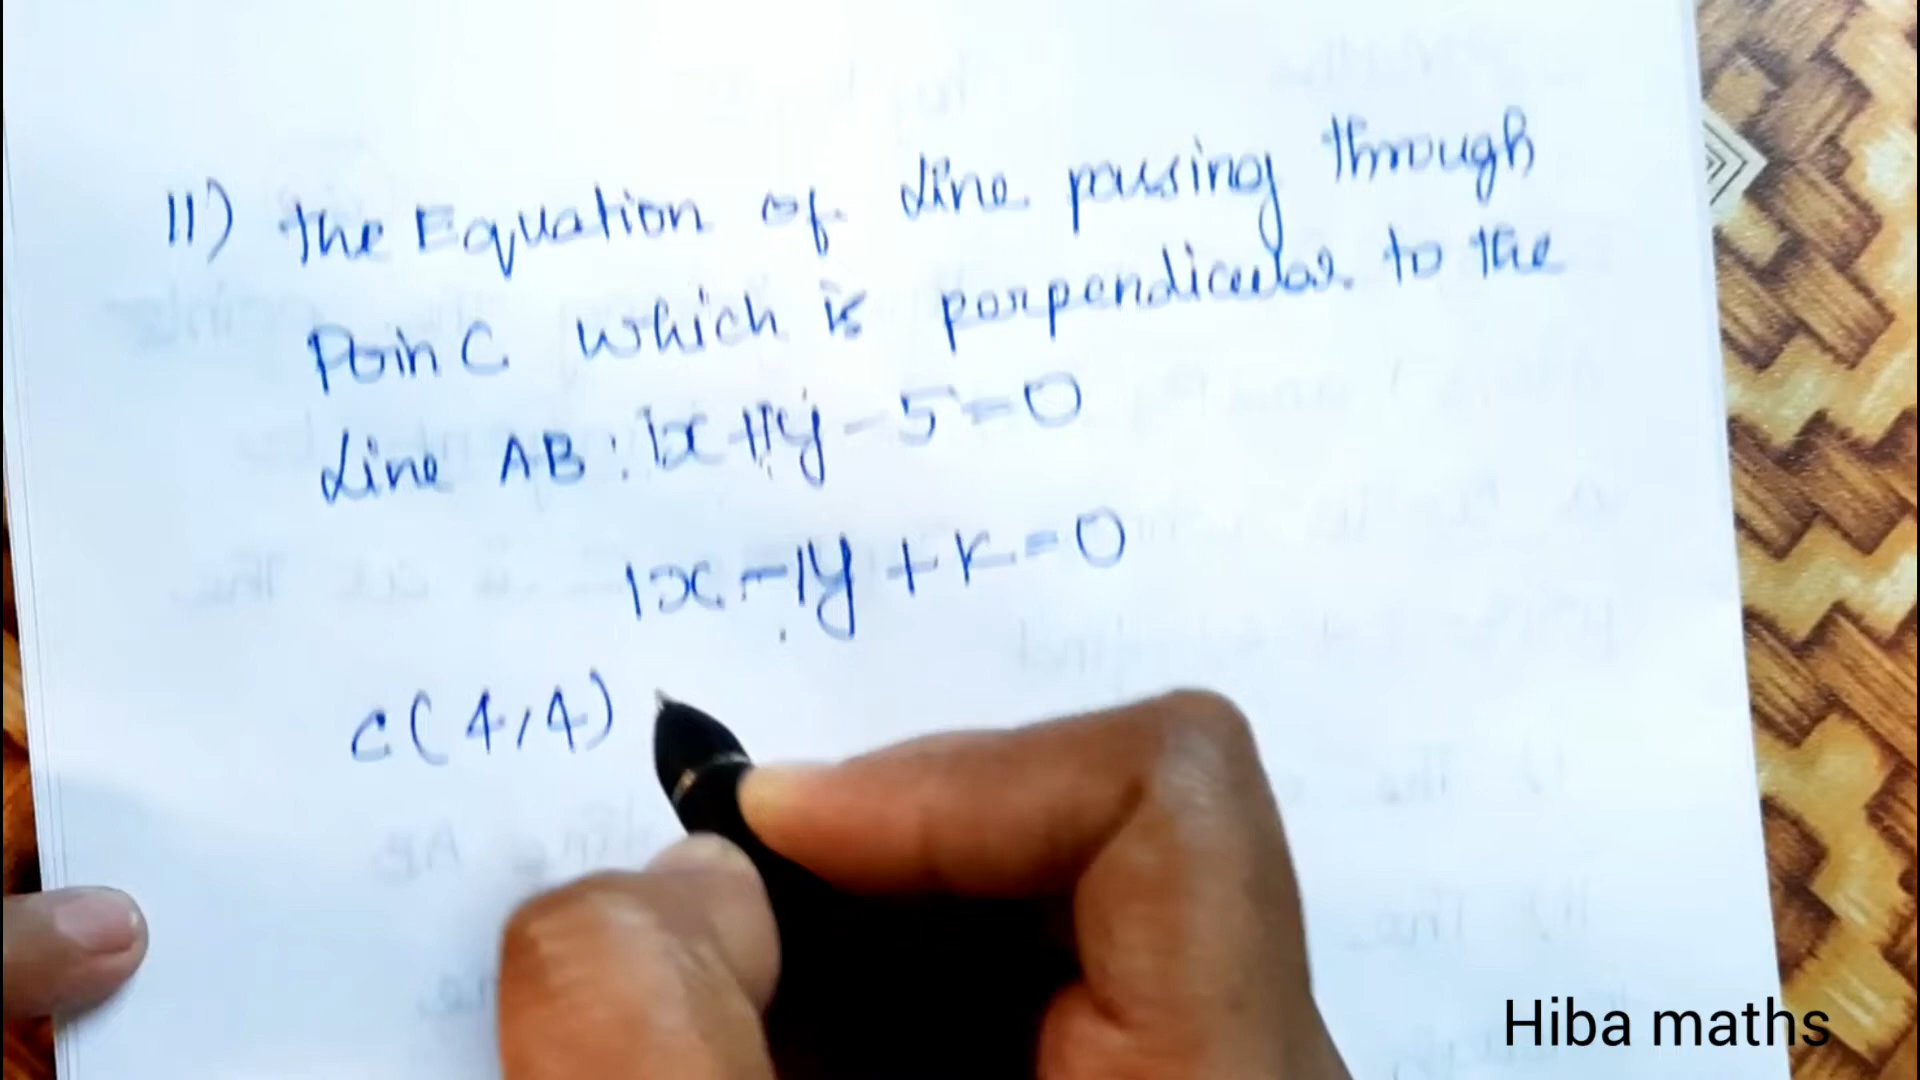 11) the Equation of Line passing through
Poin C which is perpendicular to the
Line AB : 1x+1y-5=0
1x-1y+k=0
C(4,4)
Hiba maths